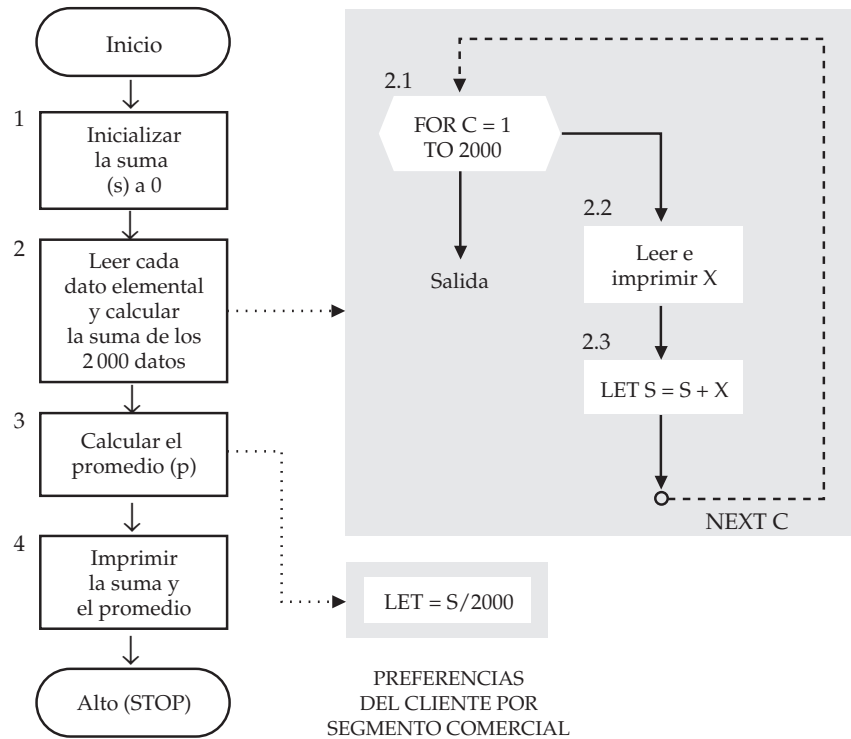 Inicio
1
Inicializar
la suma
(s) a 0
2
Leer cada
dato elemental
y calcular
la suma de los
2 000 datos
3
Calcular el
promedio (p)
4
Imprimir
la suma y
el promedio
Alto (STOP)
2.1
FOR C = 1
TO 2000
Salida
2.2
Leer e
imprimir X
2.3
LET S = S + X
NEXT C
LET = S/2000
PREFERENCIAS
DEL CLIENTE POR
SEGMENTO COMERCIAL